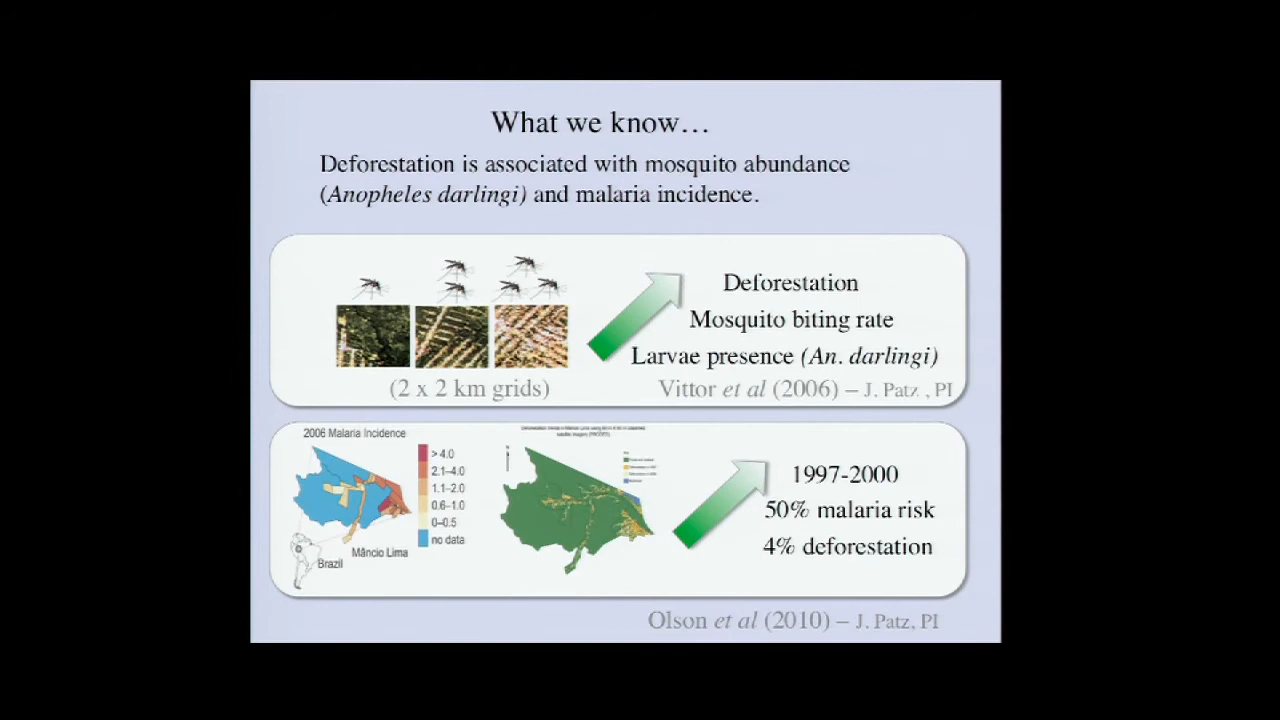 What we know…
Deforestation is associated with mosquito abundance
(Anopheles darlingi) and malaria incidence.
Deforestation
Mosquito biting rate
Larvae presence (An. darlingi)
(2 x 2 km grids)
Vittor et al (2006) – J. Patz , PI
2006 Malaria Incidence
> 4.0
2.1–4.0
1.1–2.0
0.6–1.0
0–0.5
no data
Mâncio Lima
Brazil
1997-2000
50% malaria risk
4% deforestation
Olson et al (2010) – J. Patz, PI